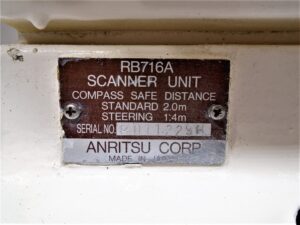 RB716A
SCANNER UNIT
COMPASS SAFE DISTANCE
STANDARD 2.0m
STEERING 1.4m
SERIAL NO.
ANRITSU CORP.
MADE IN JAPAN